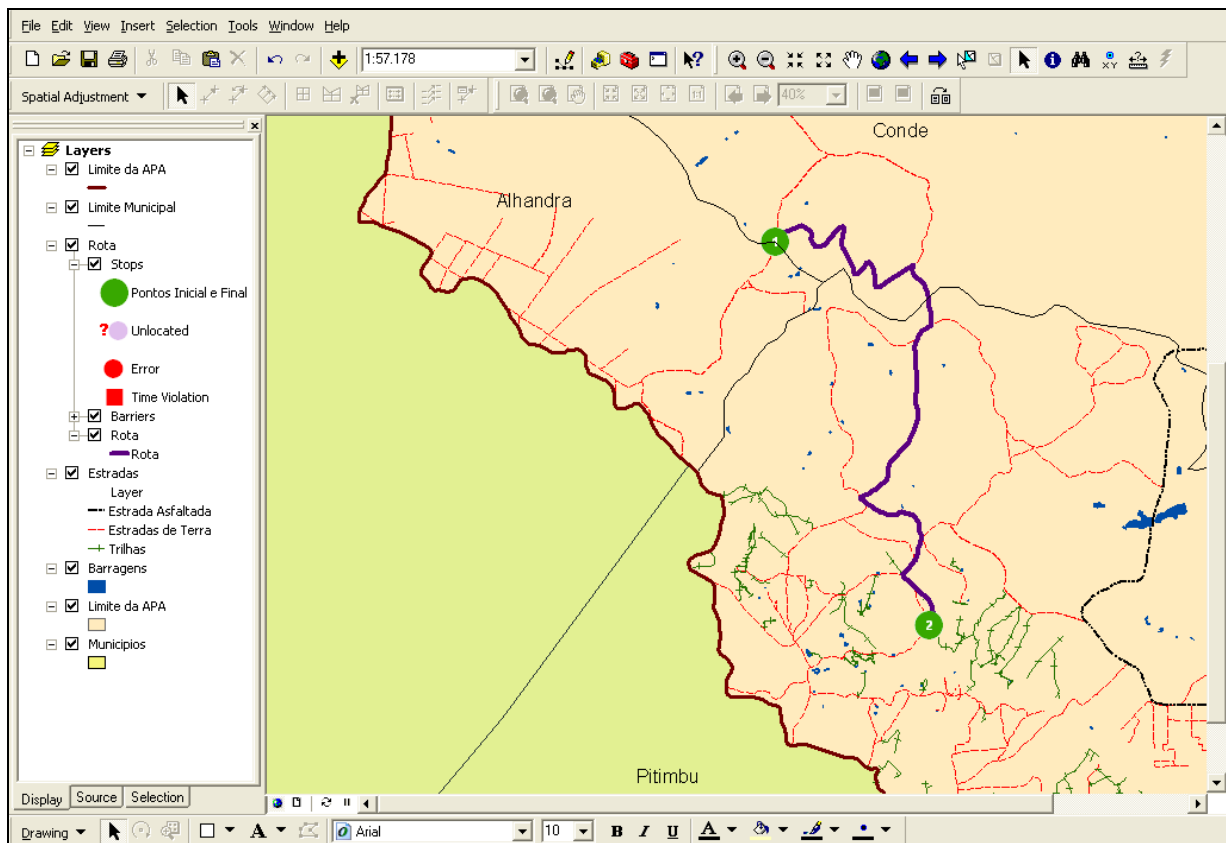 File Edit View Insert Selection Tools Window Help
1:57.178
Spatial Adjustment
1:1
40%
Layers
Limite da APA
Limite Municipal
Rota
Stops
Pontos Inicial e Final
? Unlocated
Error
Time Violation
Barriers
Rota
Rota
Estradas
Layer
Estrada Asfaltada
Estradas de Terra
Trilhas
Barragens
Limite da APA
Municipios
Display Source Selection
Conde
Alhandra
1
2
Pitimbu
Drawing A Arial 10 B I U A